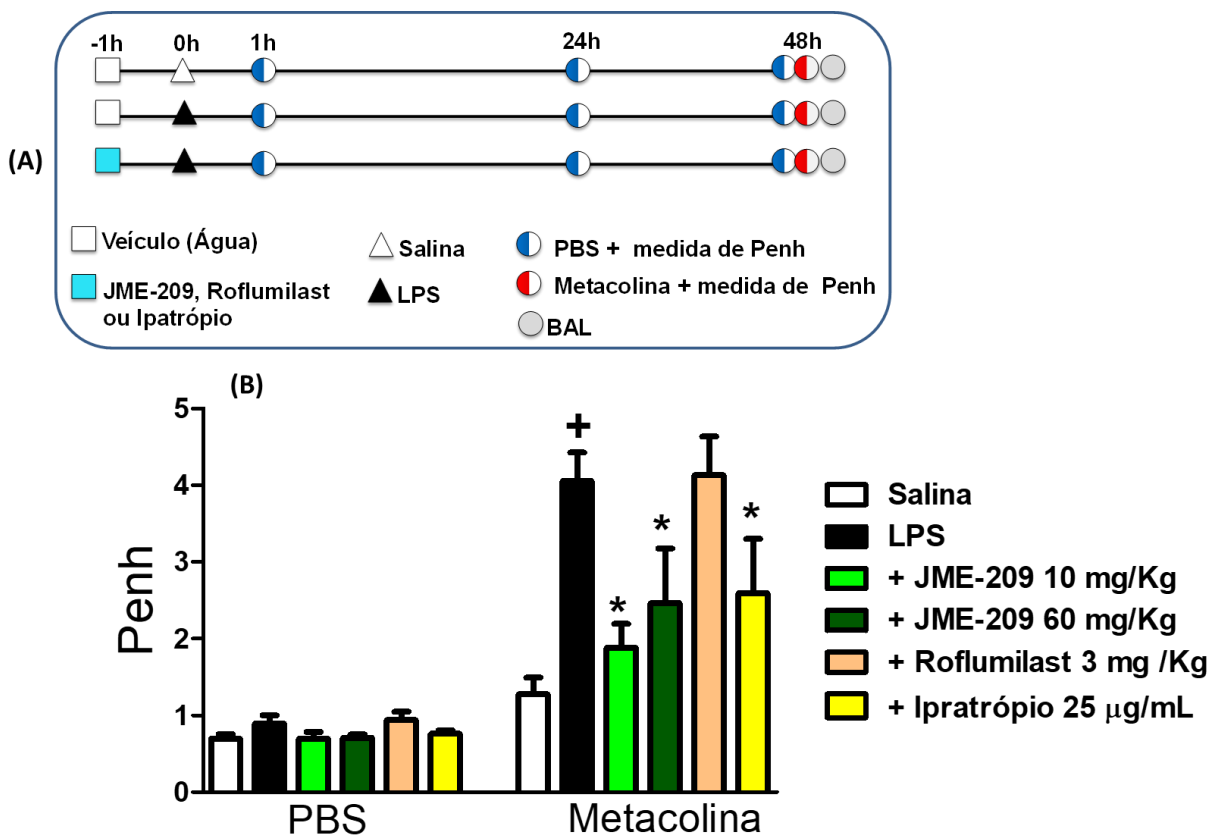 -1h 0h 1h 24h 48h
(A)
Veículo (Água)
JME-209, Roflumilast
ou Ipatrópio
Salina
LPS
PBS + medida de Penh
Metacolina + medida de Penh
BAL
(B)
Penh
5
4
3
2
1
0
+
*
*
*
PBS
Metacolina
Salina
LPS
+ JME-209 10 mg/Kg
+ JME-209 60 mg/Kg
+ Roflumilast 3 mg /Kg
+ Ipratrópio 25 μg/mL